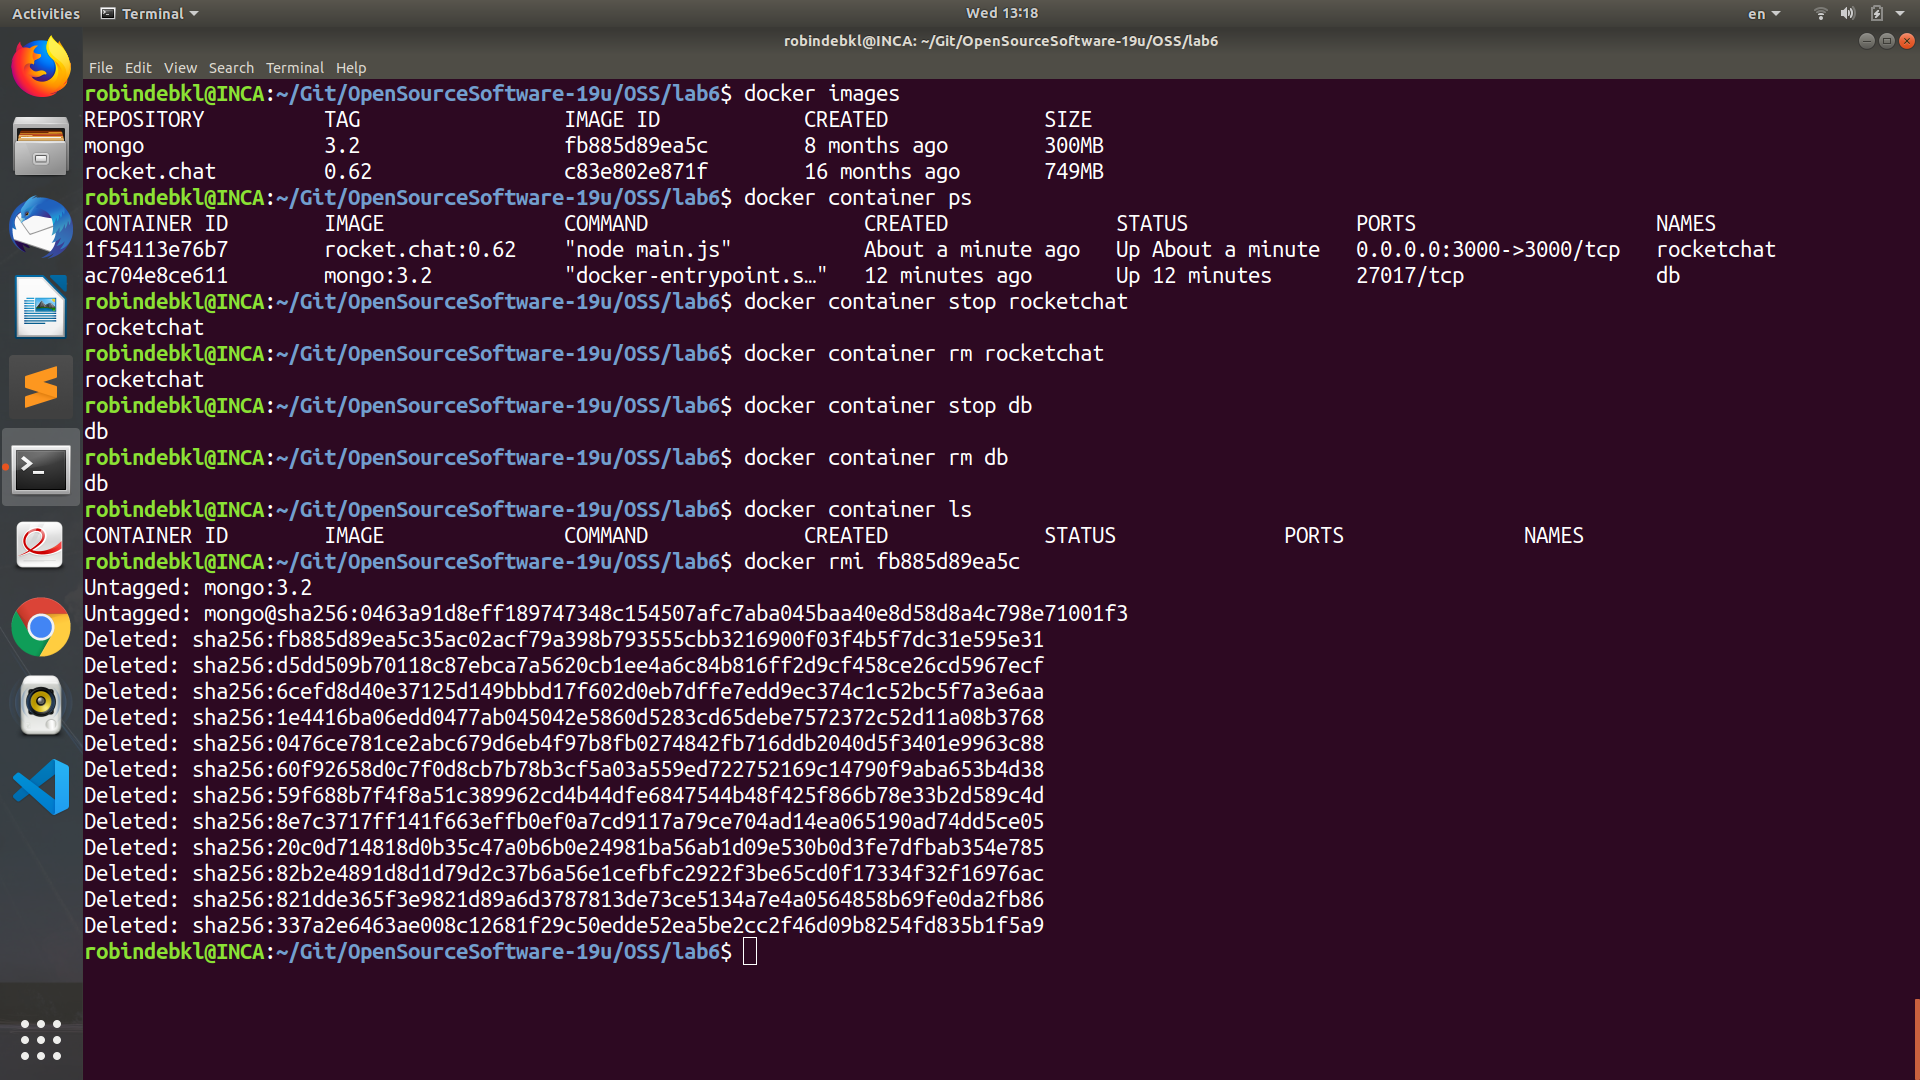 Activities Terminal Wed 13:18 en
robindebkl@INCA: ~/Git/OpenSourceSoftware-19u/OSS/lab6
File Edit View Search Terminal Help
robindebkl@INCA:~/Git/OpenSourceSoftware-19u/OSS/lab6$ docker images
REPOSITORY TAG IMAGE ID CREATED SIZE
mongo 3.2 fb885d89ea5c 8 months ago 300MB
rocket.chat 0.62 c83e802e871f 16 months ago 749MB
robindebkl@INCA:~/Git/OpenSourceSoftware-19u/OSS/lab6$ docker container ps
CONTAINER ID IMAGE COMMAND CREATED STATUS PORTS NAMES
1f54113e76b7 rocket.chat:0.62 "node main.js" About a minute ago Up About a minute 0.0.0.0:3000->3000/tcp rocketchat
ac704e8ce611 mongo:3.2 "docker-entrypoint.s…" 12 minutes ago Up 12 minutes 27017/tcp db
robindebkl@INCA:~/Git/OpenSourceSoftware-19u/OSS/lab6$ docker container stop rocketchat
rocketchat
robindebkl@INCA:~/Git/OpenSourceSoftware-19u/OSS/lab6$ docker container rm rocketchat
rocketchat
robindebkl@INCA:~/Git/OpenSourceSoftware-19u/OSS/lab6$ docker container stop db
db
robindebkl@INCA:~/Git/OpenSourceSoftware-19u/OSS/lab6$ docker container rm db
db
robindebkl@INCA:~/Git/OpenSourceSoftware-19u/OSS/lab6$ docker container ls
CONTAINER ID IMAGE COMMAND CREATED STATUS PORTS NAMES
robindebkl@INCA:~/Git/OpenSourceSoftware-19u/OSS/lab6$ docker rmi fb885d89ea5c
Untagged: mongo:3.2
Untagged: mongo@sha256:0463a91d8eff189747348c154507afc7aba045baa40e8d58d8a4c798e71001f3
Deleted: sha256:fb885d89ea5c35ac02acf79a398b793555cbb3216900f03f4b5f7dc31e595e31
Deleted: sha256:d5dd509b70118c87ebca7a5620cb1ee4a6c84b816ff2d9cf458ce26cd5967ecf
Deleted: sha256:6cefd8d40e37125d149bbbd17f602d0eb7dffe7edd9ec374c1c52bc5f7a3e6aa
Deleted: sha256:1e4416ba06edd0477ab045042e5860d5283cd65debe7572372c52d11a08b3768
Deleted: sha256:0476ce781ce2abc679d6eb4f97b8fb0274842fb716ddb2040d5f3401e9963c88
Deleted: sha256:60f92658d0c7f0d8cb7b78b3cf5a03a559ed722752169c14790f9aba653b4d38
Deleted: sha256:59f688b7f4f8a51c389962cd4b44dfe6847544b48f425f866b78e33b2d589c4d
Deleted: sha256:8e7c3717ff141f663effb0ef0a7cd9117a79ce704ad14ea065190ad74dd5ce05
Deleted: sha256:20c0d714818d0b35c47a0b6b0e24981ba56ab1d09e530b0d3fe7dfbab354e785
Deleted: sha256:82b2e4891d8d1d79d2c37b6a56e1cefbfc2922f3be65cd0f17334f32f16976ac
Deleted: sha256:821dde365f3e9821d89a6d3787813de73ce5134a7e4a0564858b69fe0da2fb86
Deleted: sha256:337a2e6463ae008c12681f29c50edde52ea5be2cc2f46d09b8254fd835b1f5a9
robindebkl@INCA:~/Git/OpenSourceSoftware-19u/OSS/lab6$